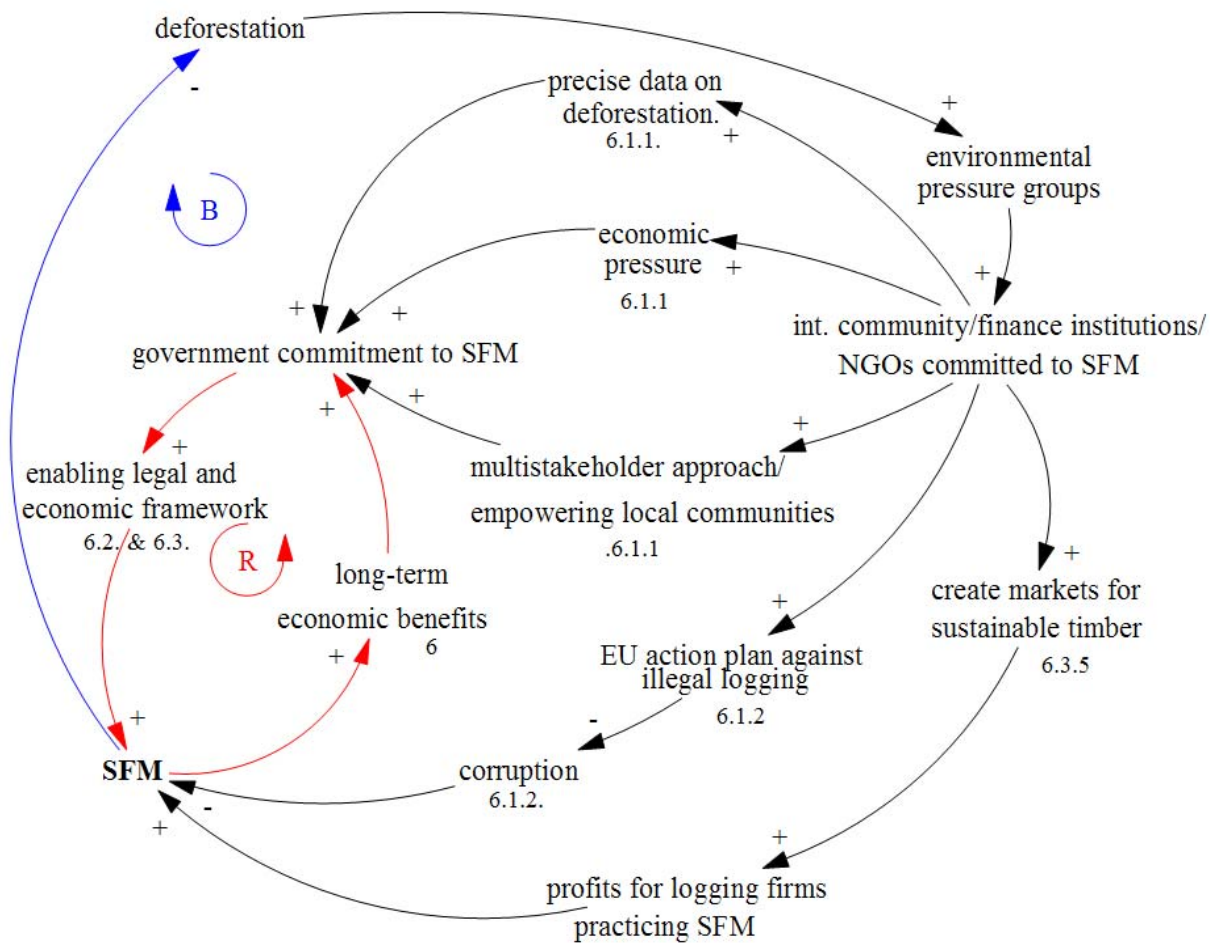 deforestation
-
precise data on
deforestation.
6.1.1.
+
+
environmental
pressure groups
B
economic
pressure
6.1.1
+
+
+
+
int. community/finance institutions/
NGOs committed to SFM
government commitment to SFM
+
+
+
+
enabling legal and
economic framework
6.2. & 6.3.
multistakeholder approach/
empowering local communities
.6.1.1
R
long-term
economic benefits
6
+
+
create markets for
sustainable timber
6.3.5
+
EU action plan against
illegal logging
6.1.2
+
-
SFM
corruption
6.1.2.
-
+
+
profits for logging firms
practicing SFM